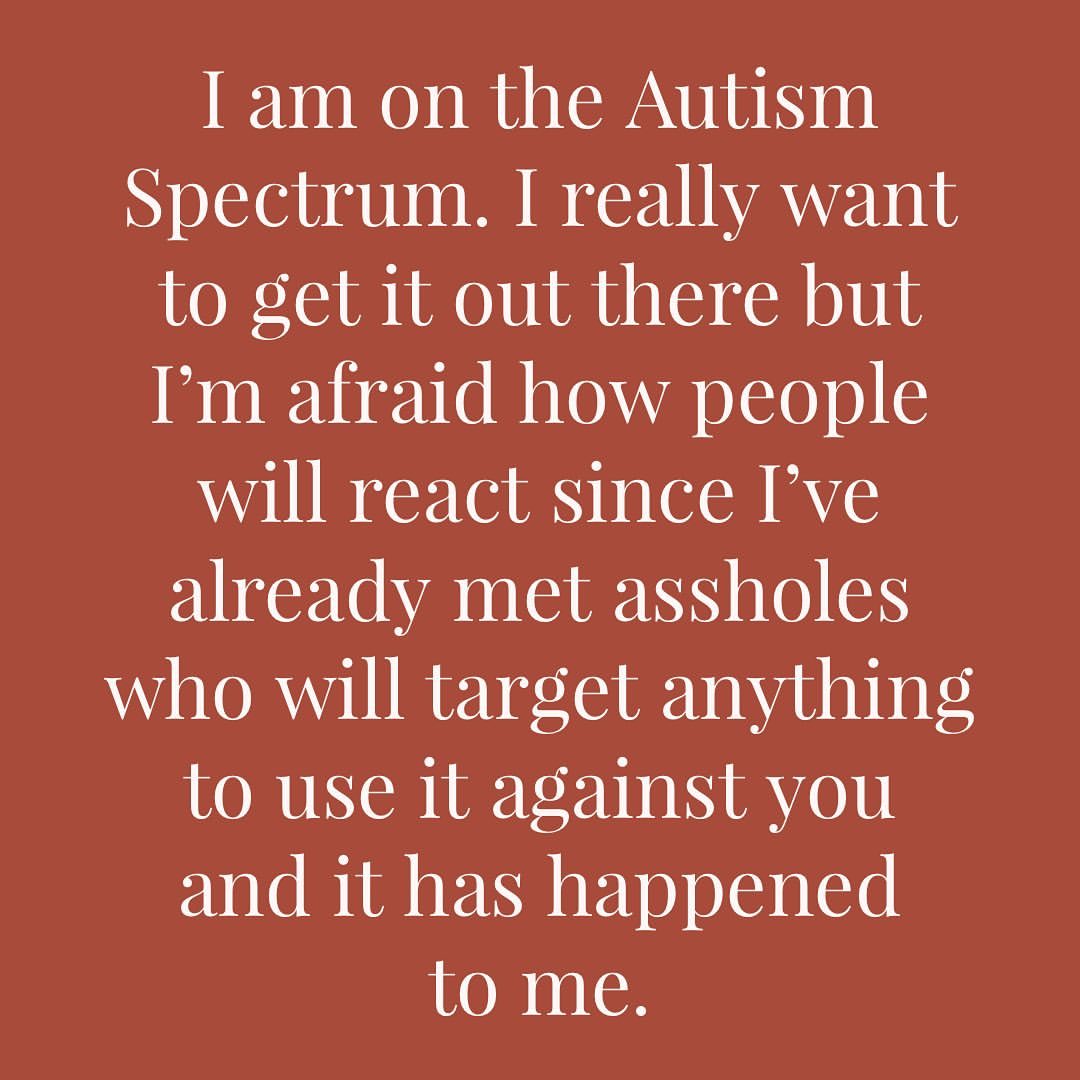 I am on the Autism
Spectrum. I really want
to get it out there but
I’m afraid how people
will react since I’ve
already met assholes
who will target anything
to use it against you
and it has happened
to me.